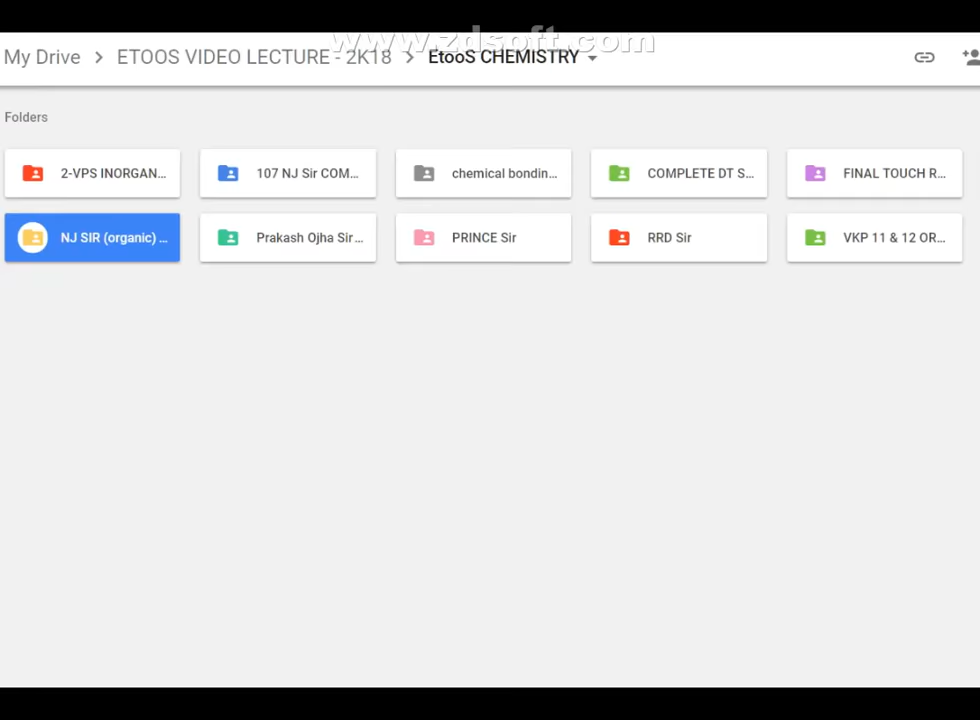 www.zdsoft.com
My Drive > ETOOS VIDEO LECTURE - 2K18 > EtooS CHEMISTRY
Folders
2-VPS INORGAN...
107 NJ Sir COM...
chemical bondin...
COMPLETE DT S...
FINAL TOUCH R...
NJ SIR (organic) ...
Prakash Ojha Sir...
PRINCE Sir
RRD Sir
VKP 11 & 12 OR...